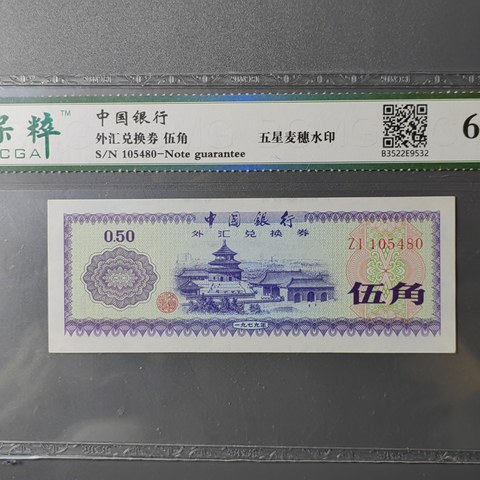 保粹™
CGA
中国银行
外汇兑换券 伍角
五星麦穗水印
S/N 105480-Note guarantee
B3522E9532
6
中国银行
外汇兑换券
0.50
ZI 105480
伍角
一九七九年